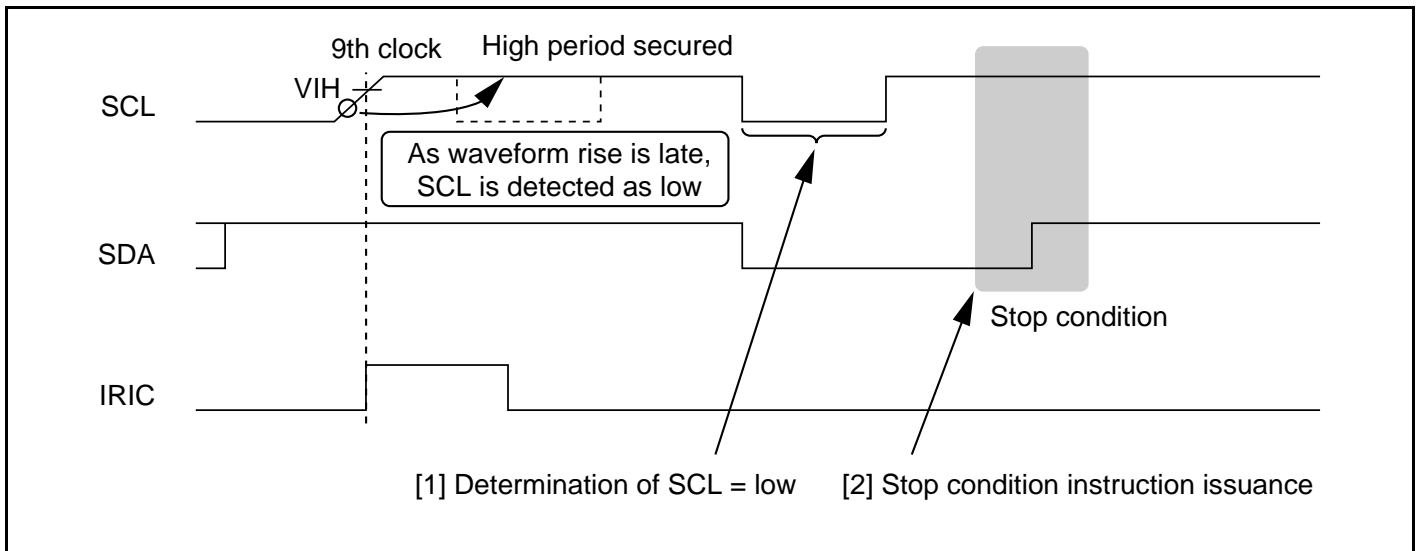 9th clock
High period secured
VIH
SCL
As waveform rise is late,
SCL is detected as low
SDA
Stop condition
IRIC
[1] Determination of SCL = low
[2] Stop condition instruction issuance